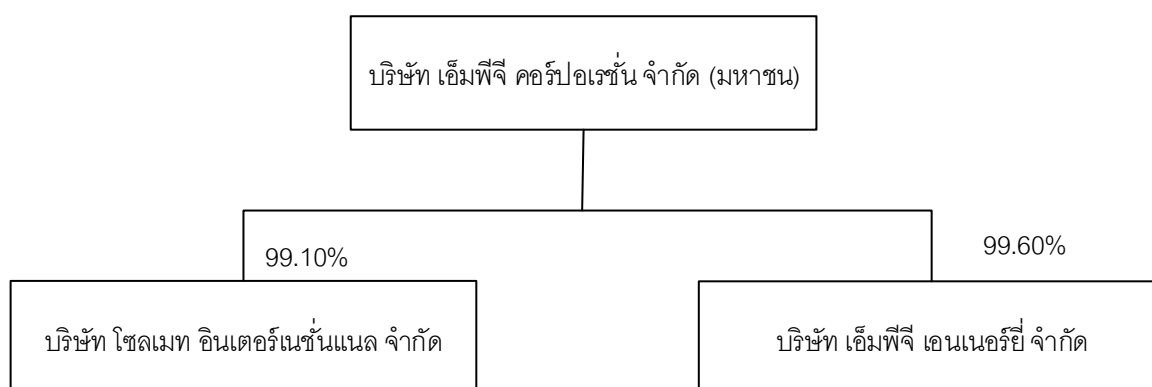 บริษัท เอ็มพีจี คอร์ปอเรชั่น จำกัด (มหาชน)
99.10%
99.60%
บริษัท โซลเมท อินเตอร์เนชั่นแนล จำกัด
บริษัท เอ็มพีจี เอนเนอร์ยี่ จำกัด